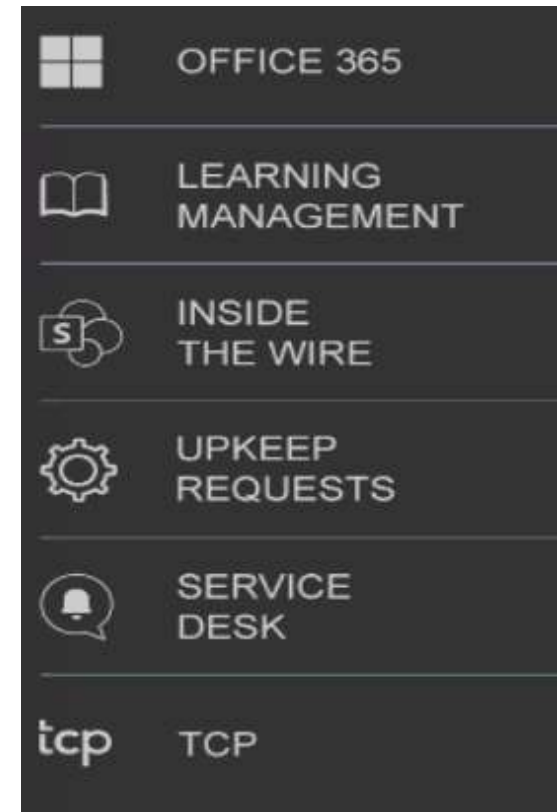 OFFICE 365
LEARNING
MANAGEMENT
S
INSIDE
THE WIRE
UPKEEP
REQUESTS
SERVICE
DESK
tcp TCP